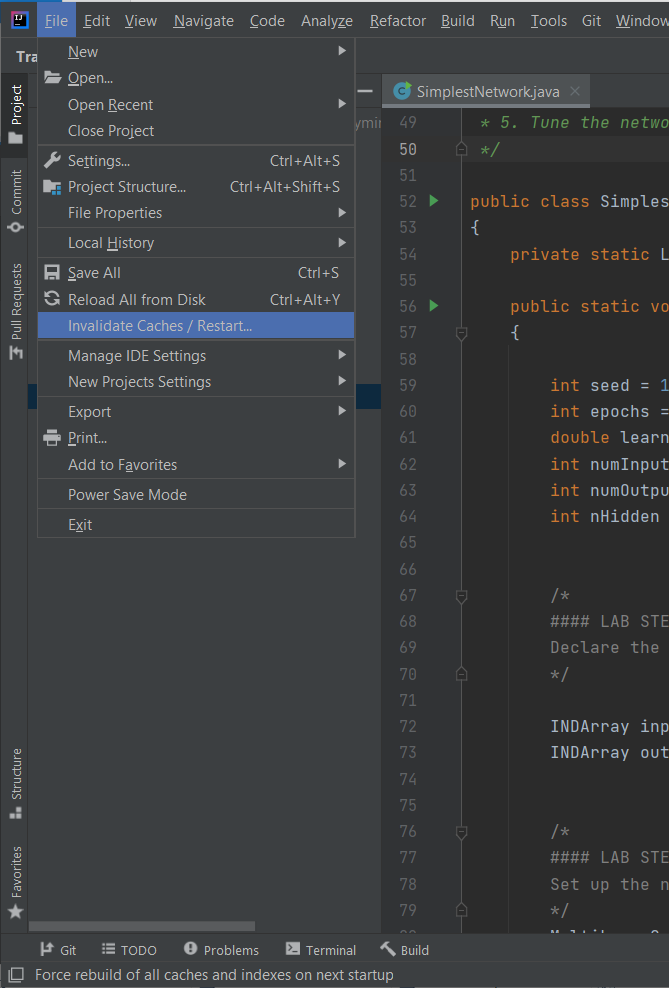 File Edit View Navigate Code Analyze Refactor Build Run Tools Git Window
Tra
New
Open...
Open Recent
Close Project
Settings... Ctrl+Alt+S
Project Structure... Ctrl+Alt+Shift+S
File Properties
Local History
Save All Ctrl+S
Reload All from Disk Ctrl+Alt+Y
Invalidate Caches / Restart...
Manage IDE Settings
New Projects Settings
Export
Print...
Add to Favorites
Power Save Mode
Exit
Project
Commit
Pull Requests
Structure
Favorites
SimplestNetwork.java
49 * 5. Tune the netwo
50 */
51
52 public class Simples
53 {
54 private static L
55
56 public static vo
57 {
58
59 int seed = 1
60 int epochs =
61 double learn
62 int numInput
63 int numOutpu
64 int nHidden
65
66
67 /*
68 #### LAB STE
69 Declare the
70 */
71
72 INDArray inp
73 INDArray out
74
75
76 /*
77 #### LAB STE
78 Set up the n
79 */
Git TODO Problems Terminal Build
Force rebuild of all caches and indexes on next startup